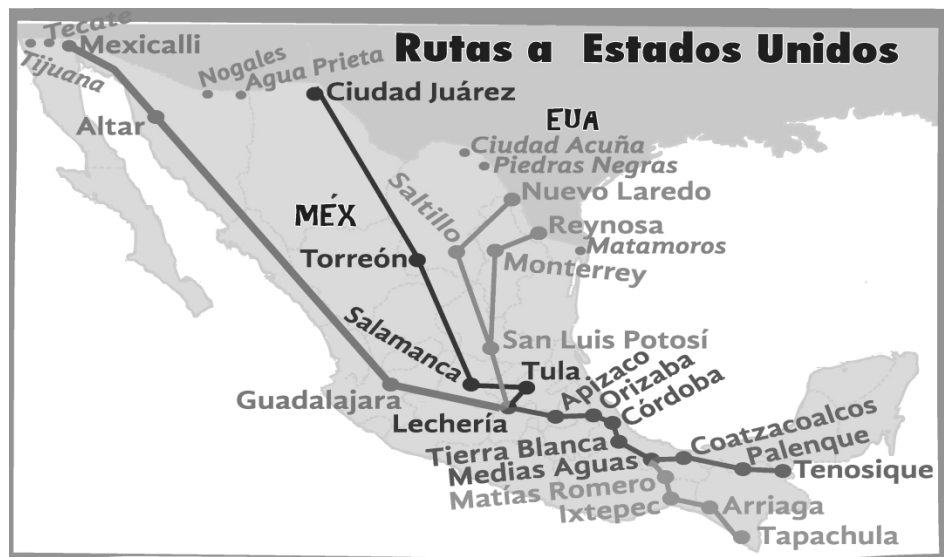 Rutas a Estados Unidos
Tecate
Mexicalli
Tijuana
Nogales
Agua Prieta
Ciudad Juárez
EUA
Altar
Ciudad Acuña
Piedras Negras
Nuevo Laredo
Saltillo
MÉX
Reynosa
Matamoros
Torreón
Monterrey
Salamanca
San Luis Potosí
Tula
Guadalajara
Lechería
Apizaco
Orizaba
Córdoba
Tierra Blanca
Coatzacoalcos
Palenque
Medias Aguas
Tenosique
Matías Romero
Ixtepec
Arriaga
Tapachula